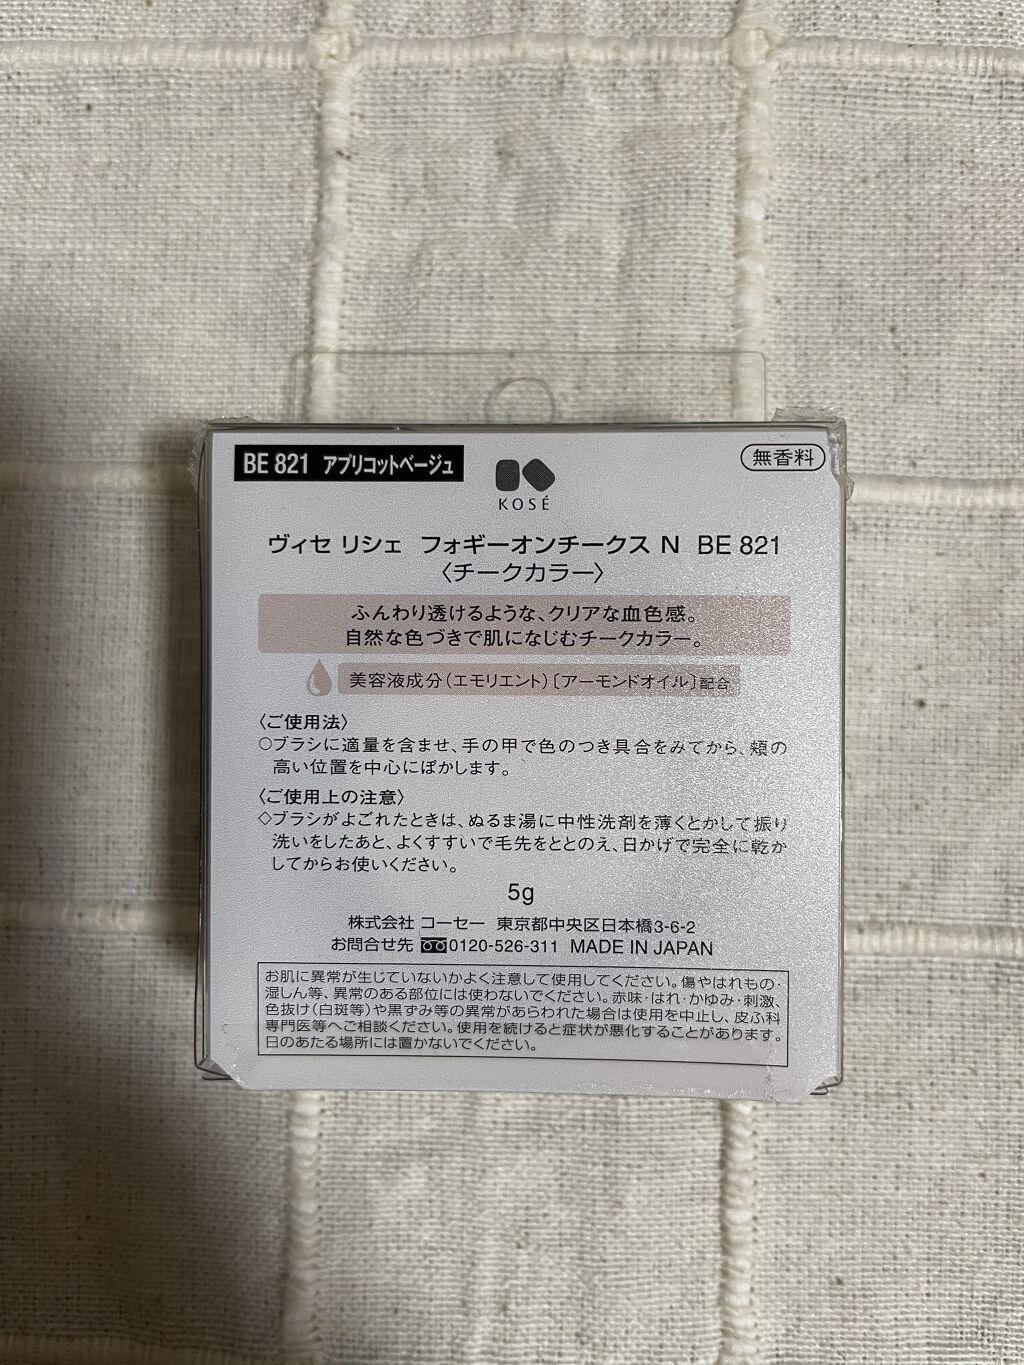 BE 821 アプリコットベージュ
無香料
KOSÉ
ヴィセ リシェ フォギーオンチークス N BE 821
〈チークカラー〉
ふんわり透けるような、クリアな血色感。
自然な色づきで肌になじむチークカラー。
美容液成分(エモリエント)〔アーモンドオイル〕配合
〈ご使用法〉
○ブラシに適量を含ませ、手の甲で色のつき具合をみてから、頬の
高い位置を中心にぼかします。
〈ご使用上の注意〉
◇ブラシがよごれたときは、ぬるま湯に中性洗剤を薄くとかして振り
洗いをしたあと、よくすすいで毛先をととのえ、日かげで完全に乾か
してからお使いください。
5g
株式会社 コーセー 東京都中央区日本橋3-6-2
お問合せ先 0120-526-311 MADE IN JAPAN
お肌に異常が生じていないかよく注意して使用してください。傷やはれもの・
湿しん等、異常のある部位には使わないでください。赤味・はれ・かゆみ・刺激、
色抜け(白斑等)や黒ずみ等の異常があらわれた場合は使用を中止し、皮ふ科
専門医等へご相談ください。使用を続けると症状が悪化することがあります。
日のあたる場所には置かないでください。